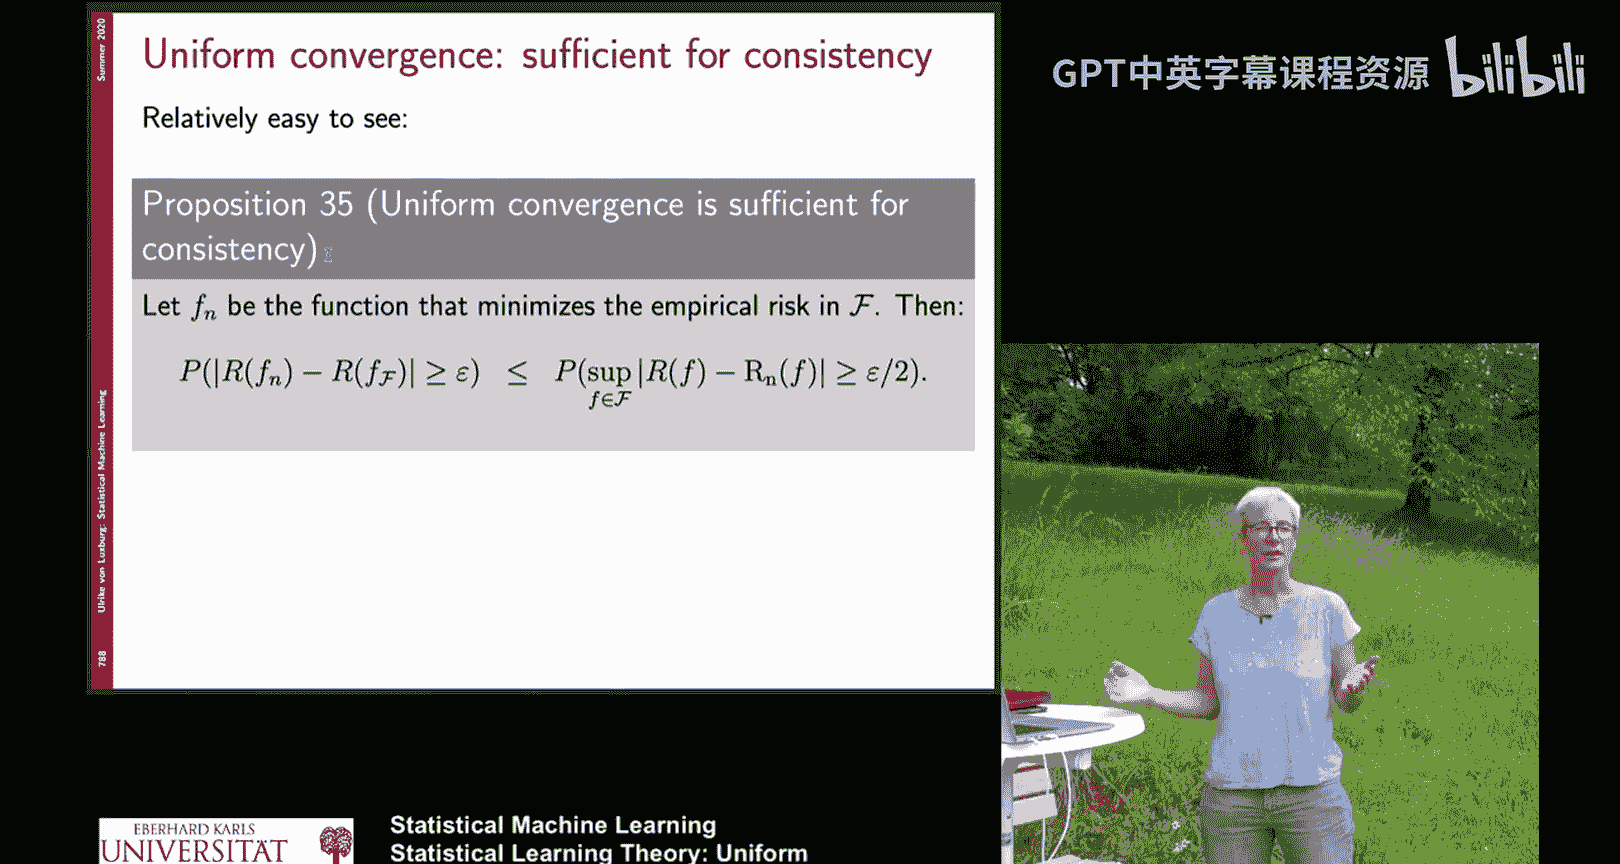 Summer 2020
Ulrike von Luxburg: Statistical Machine Learning
788
Uniform convergence: sufficient for consistency
Relatively easy to see:
Proposition 35 (Uniform convergence is sufficient for
consistency)
Let fₙ be the function that minimizes the empirical risk in ℱ. Then:
P(|R(fₙ) − R(f_ℱ)| ≥ ε) ≤ P(sup_{f∈ℱ} |R(f) − Rₙ(f)| ≥ ε/2).
GPT中英字幕课程资源 bilibili
EBERHARD KARLS
UNIVERSITÄT
Statistical Machine Learning
Statistical Learning Theory: Uniform